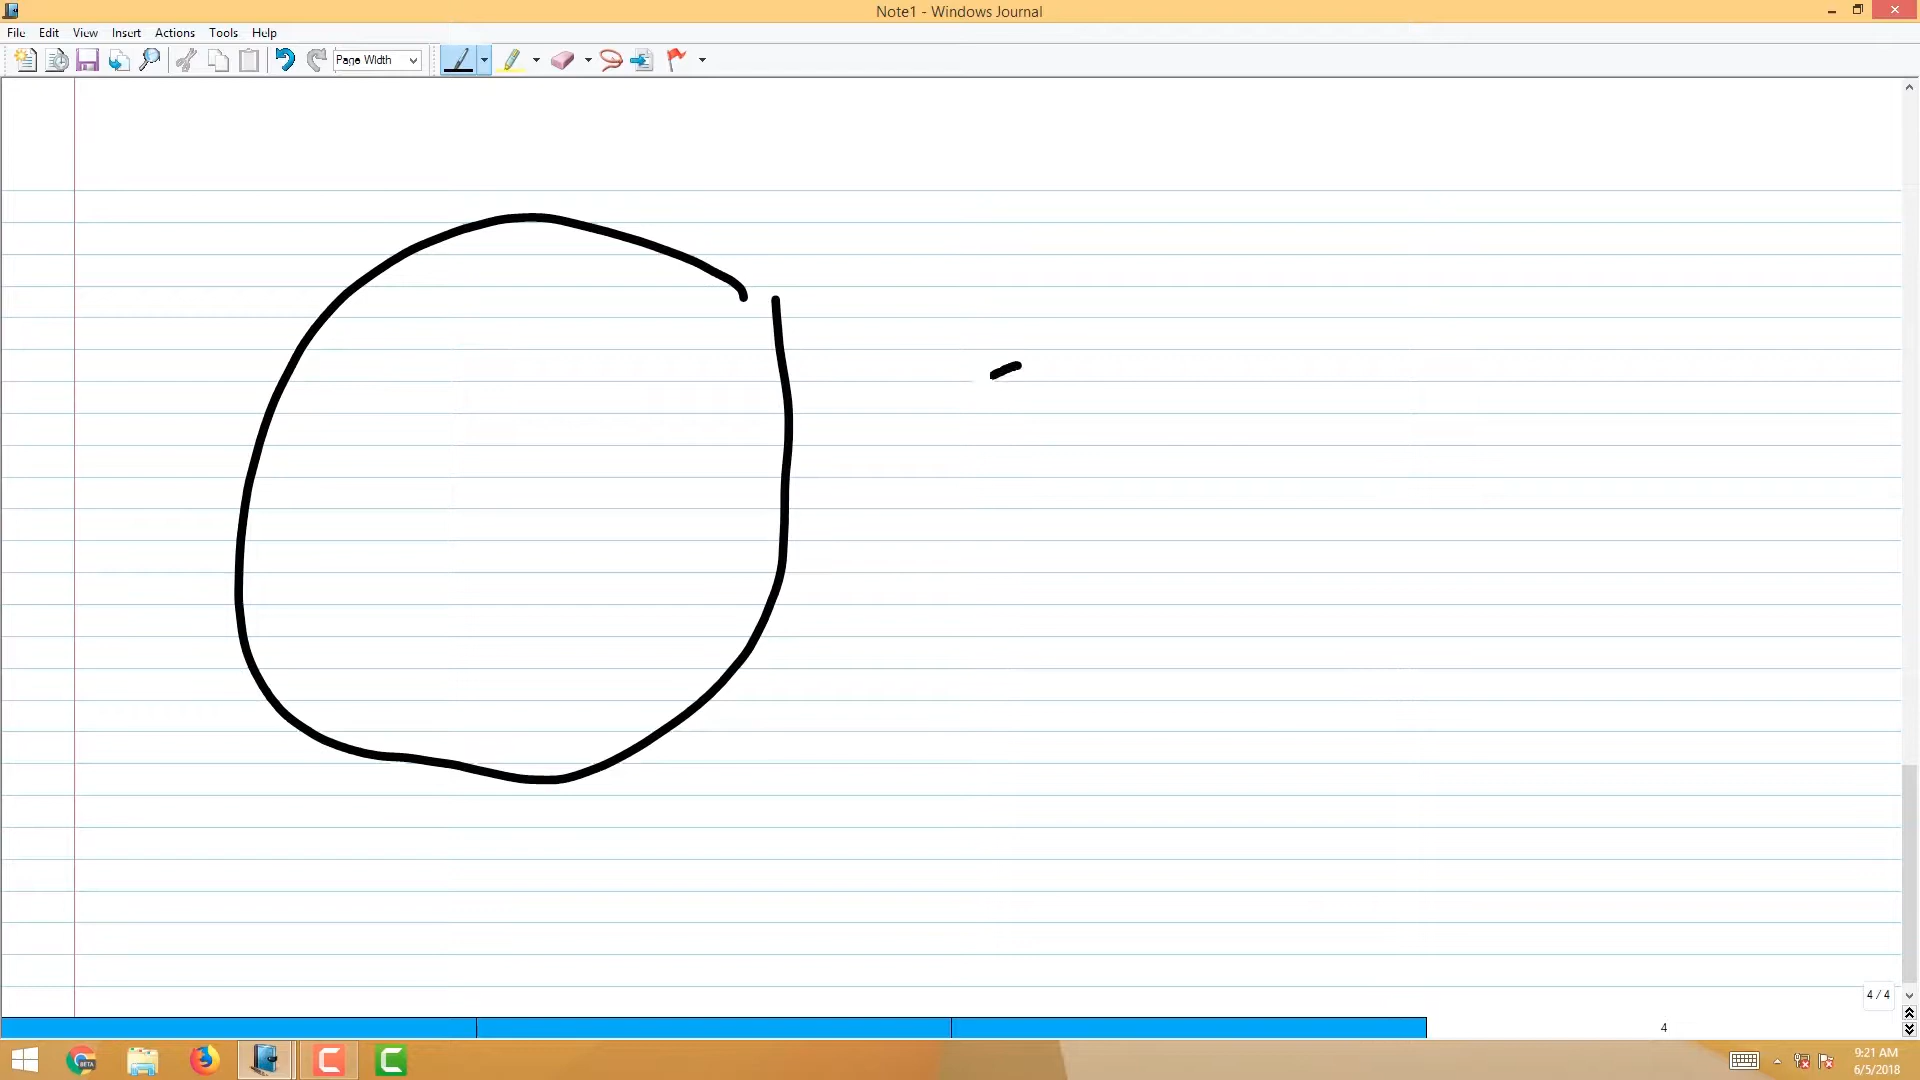 Note1 - Windows Journal
File Edit View Insert Actions Tools Help
Page Width
4 / 4
4
BETA
9:21 AM
6/5/2018